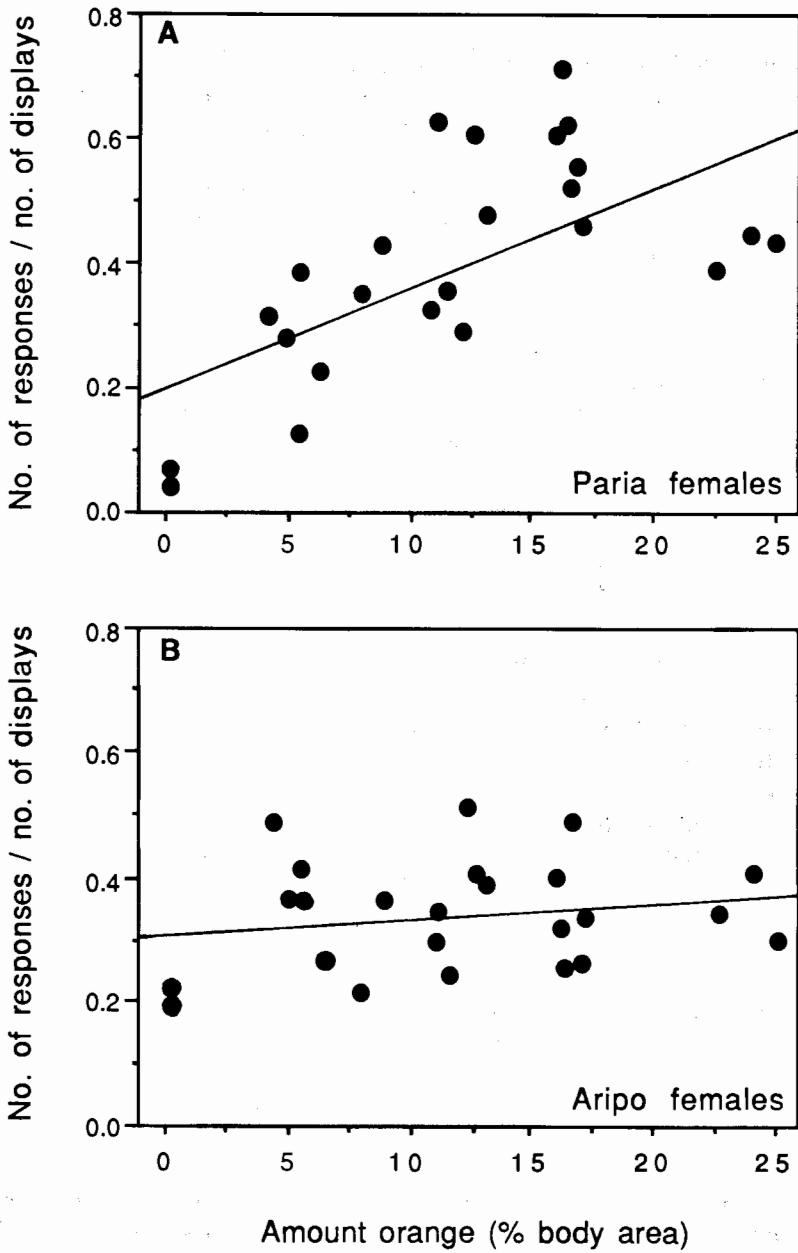 A
No. of responses / no. of displays
0.8
0.6
0.4
0.2
0.0
Paria females
0 5 10 15 20 25
B
No. of responses / no. of displays
0.8
0.6
0.4
0.2
0.0
Aripo females
0 5 10 15 20 25
Amount orange (% body area)